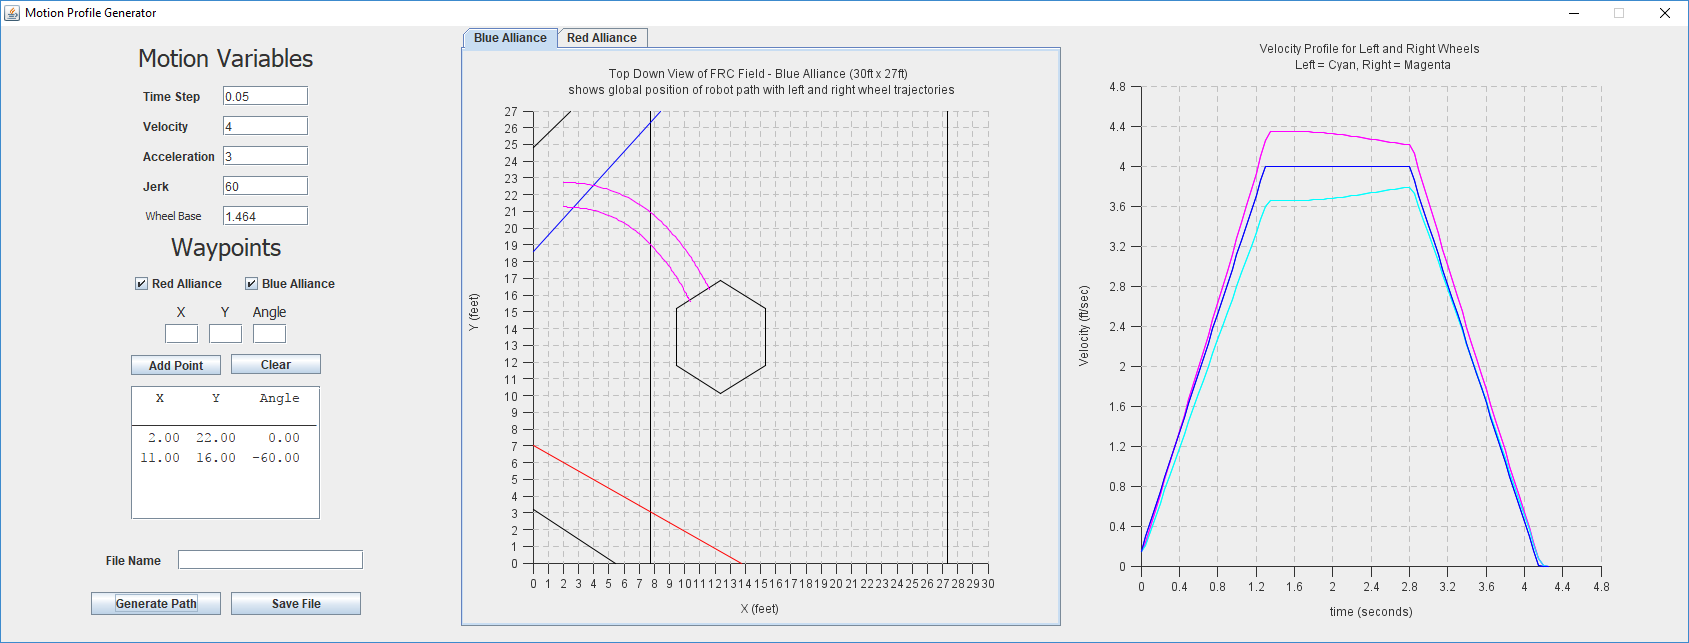 Motion Profile Generator
Motion Variables
Time Step 0.05
Velocity 4
Acceleration 3
Jerk 60
Wheel Base 1.464
Waypoints
Red Alliance Blue Alliance
X Y Angle
Add Point Clear
X Y Angle
2.00 22.00 0.00
11.00 16.00 -60.00
File Name
Generate Path Save File
Blue Alliance Red Alliance
Top Down View of FRC Field - Blue Alliance (30ft x 27ft)
shows global position of robot path with left and right wheel trajectories
27
26
25
24
23
22
21
20
19
18
17
16
15
14
13
12
11
10
9
8
7
6
5
4
3
2
1
0
Y (feet)
0 1 2 3 4 5 6 7 8 9 10 11 12 13 14 15 16 17 18 19 20 21 22 23 24 25 26 27 28 29 30
X (feet)
Velocity Profile for Left and Right Wheels
Left = Cyan, Right = Magenta
4.8
4.4
4
3.6
3.2
2.8
2.4
2
1.6
1.2
0.8
0.4
0
Velocity (ft/sec)
0 0.4 0.8 1.2 1.6 2 2.4 2.8 3.2 3.6 4 4.4 4.8
time (seconds)